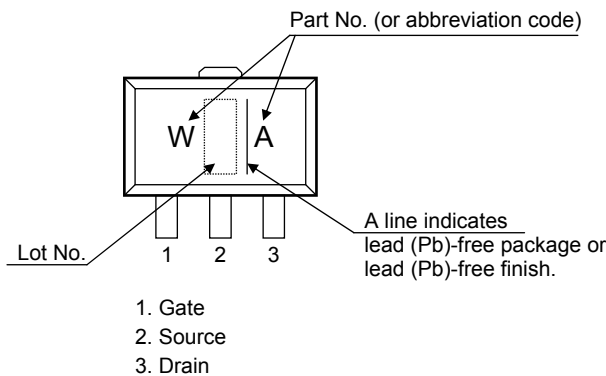 Part No. (or abbreviation code)
W A
A line indicates
lead (Pb)-free package or
lead (Pb)-free finish.
Lot No.
1 2 3
1. Gate
2. Source
3. Drain